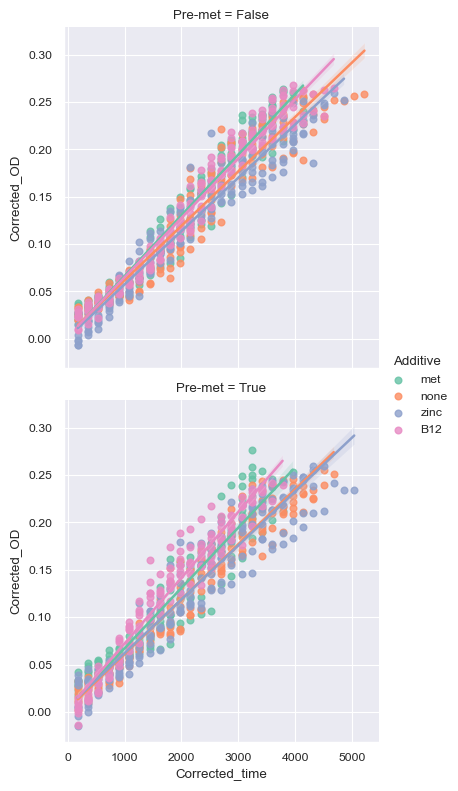 Pre-met = False
0.30
0.25
0.20
0.15
0.10
0.05
0.00
Corrected_OD
Additive
met
none
zinc
B12
Pre-met = True
0.30
0.25
0.20
0.15
0.10
0.05
0.00
Corrected_OD
0 1000 2000 3000 4000 5000
Corrected_time